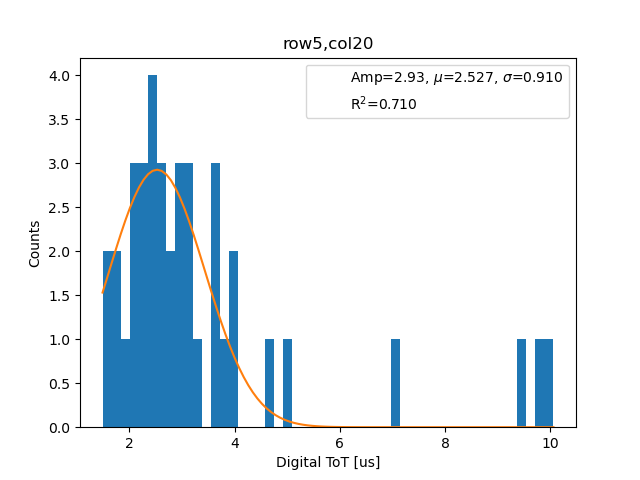 row5,col20
Amp=2.93, μ=2.527, σ=0.910
R²=0.710
4.0
3.5
3.0
2.5
2.0
1.5
1.0
0.5
0.0
Counts
2 4 6 8 10
Digital ToT [us]